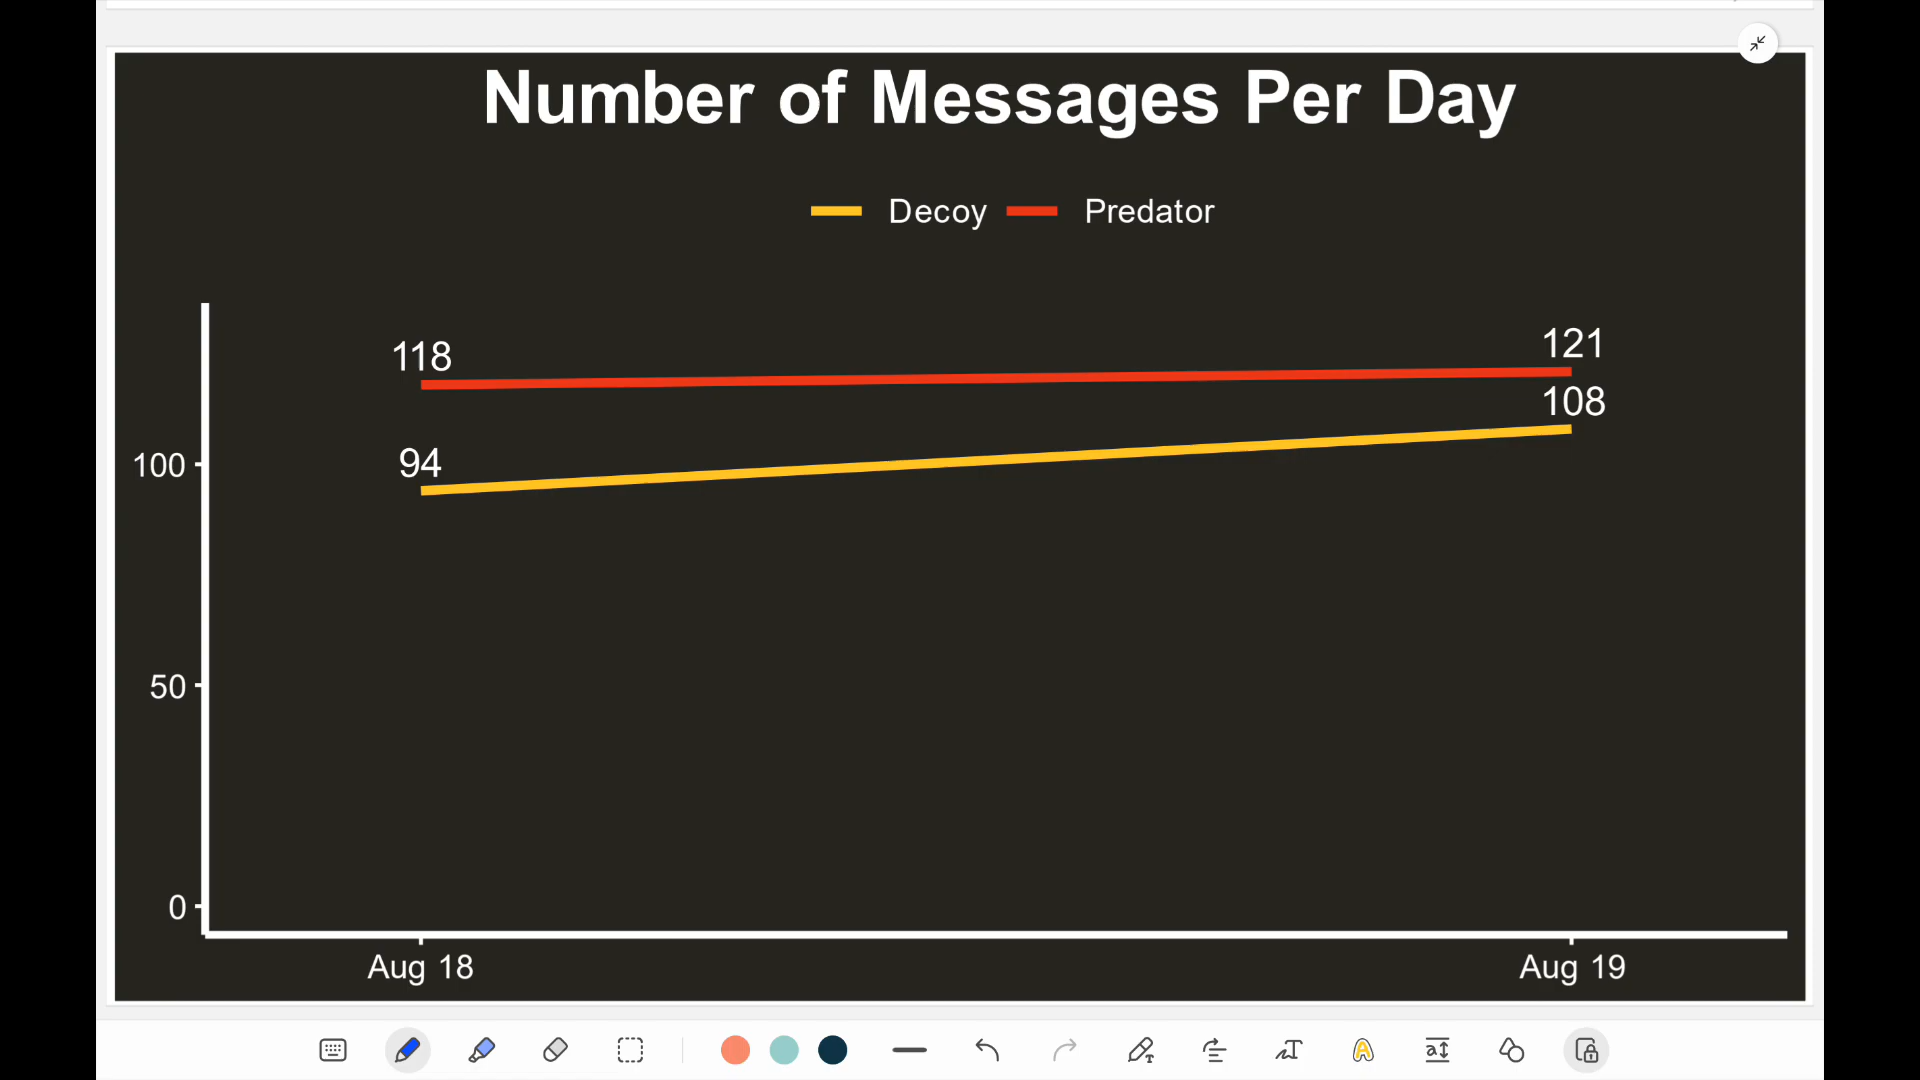 Number of Messages Per Day
Decoy Predator
118
121
108
94
100
50
0
Aug 18 Aug 19